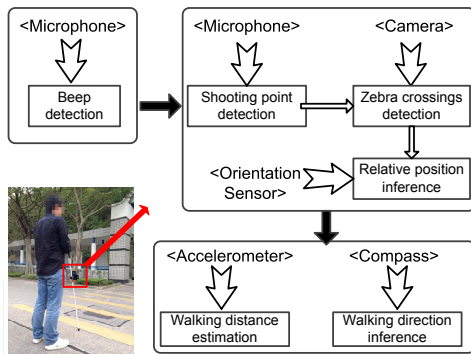 <Microphone>
Beep
detection
<Microphone>
<Camera>
Shooting point
detection
Zebra crossings
detection
<Orientation
Sensor>
Relative position
inference
<Accelerometer>
<Compass>
Walking distance
estimation
Walking direction
inference